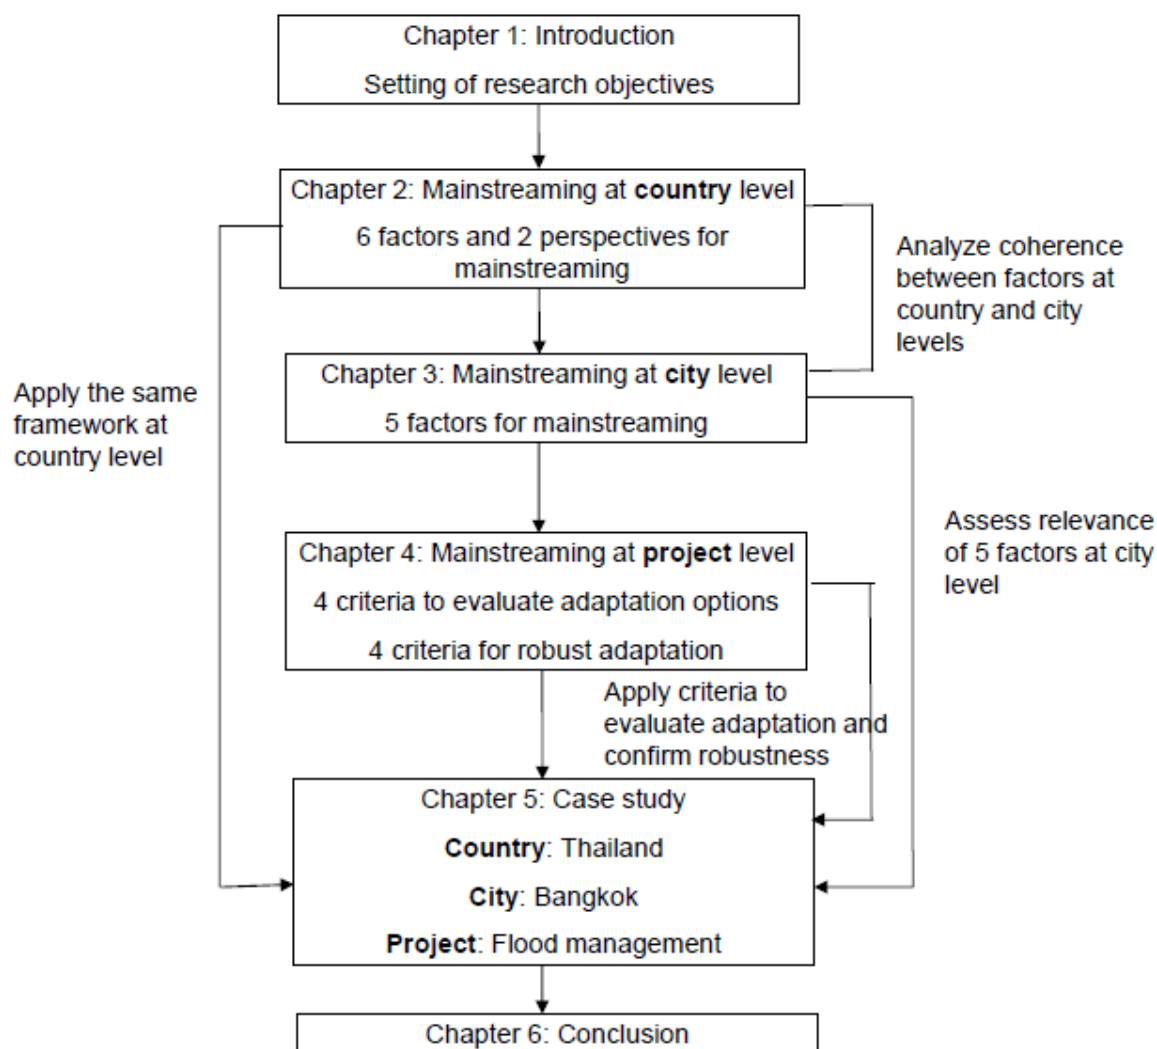 Chapter 1: Introduction
Setting of research objectives
Chapter 2: Mainstreaming at country level
6 factors and 2 perspectives for
mainstreaming
Analyze coherence
between factors at
country and city
levels
Chapter 3: Mainstreaming at city level
5 factors for mainstreaming
Apply the same
framework at
country level
Assess relevance
of 5 factors at city
level
Chapter 4: Mainstreaming at project level
4 criteria to evaluate adaptation options
4 criteria for robust adaptation
Apply criteria to
evaluate adaptation and
confirm robustness
Chapter 5: Case study
Country: Thailand
City: Bangkok
Project: Flood management
Chapter 6: Conclusion